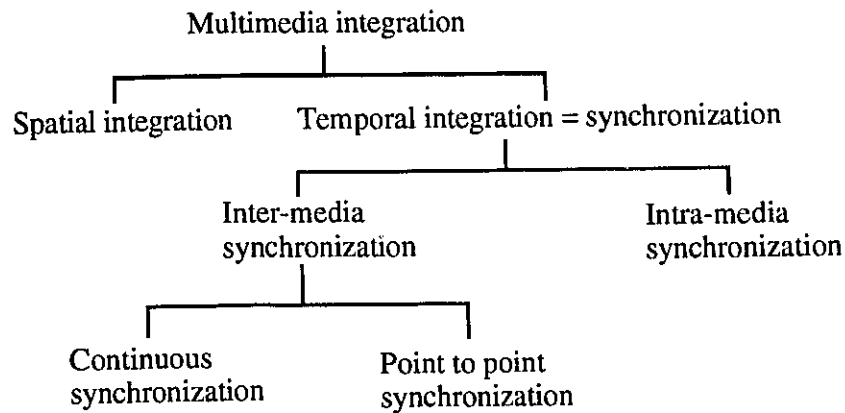 Multimedia integration
Spatial integration
Temporal integration = synchronization
Inter-media
synchronization
Intra-media
synchronization
Continuous
synchronization
Point to point
synchronization